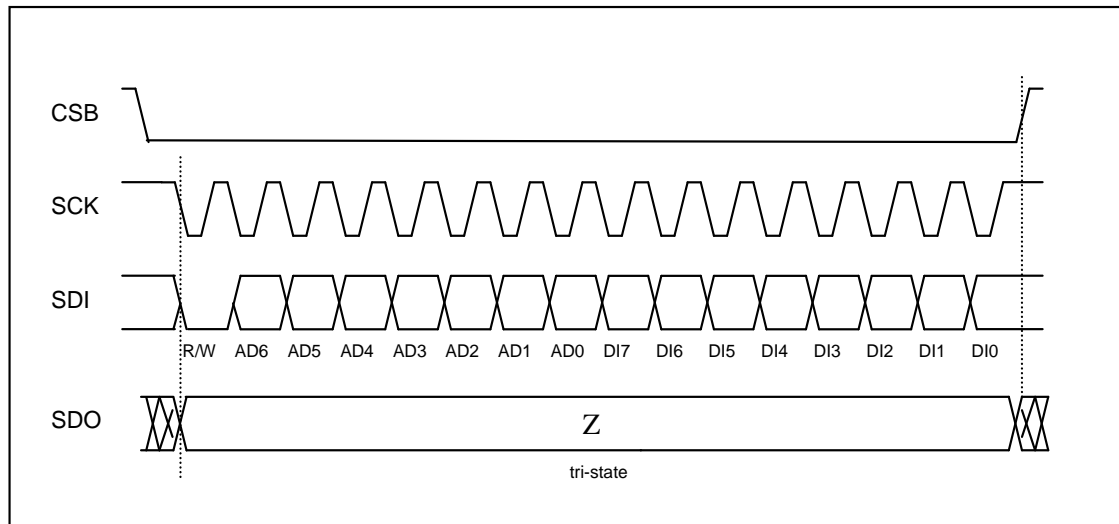 CSB
SCK
SDI
R/W AD6 AD5 AD4 AD3 AD2 AD1 AD0 DI7 DI6 DI5 DI4 DI3 DI2 DI1 DI0
SDO
Z
tri-state